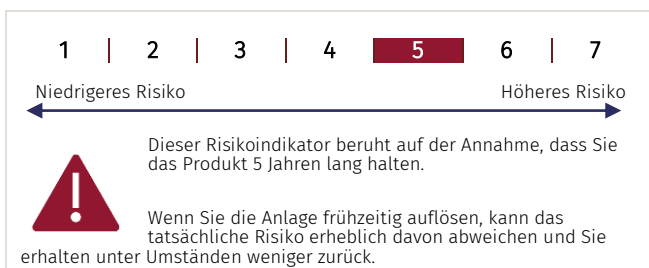 1 | 2 | 3 | 4 | 5 | 6 | 7
Niedrigeres Risiko Höheres Risiko
Dieser Risikoindikator beruht auf der Annahme, dass Sie
das Produkt 5 Jahren lang halten.
Wenn Sie die Anlage frühzeitig auflösen, kann das
tatsächliche Risiko erheblich davon abweichen und Sie
erhalten unter Umständen weniger zurück.